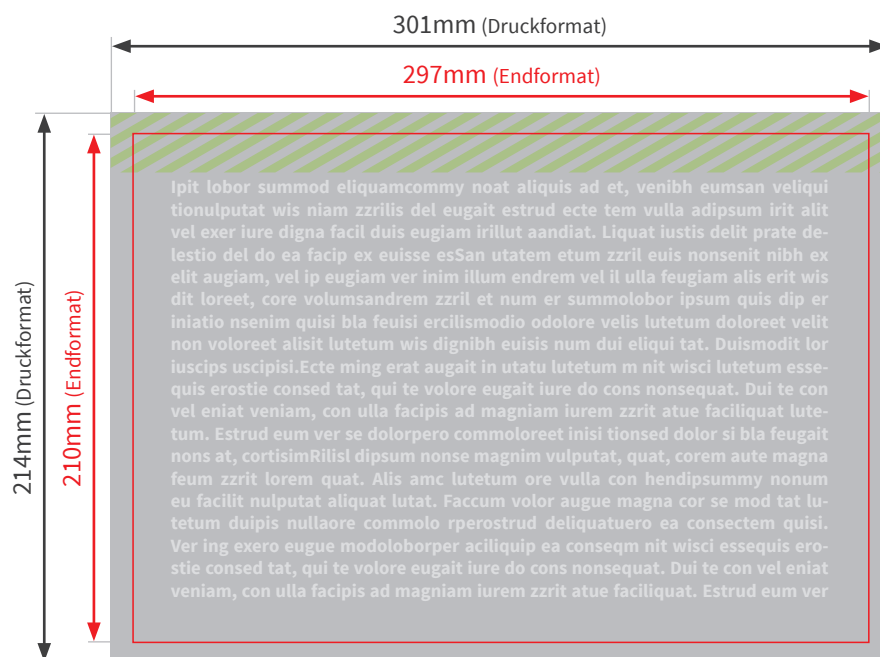 301mm (Druckformat)
297mm (Endformat)
214mm (Druckformat)
210mm (Endformat)
Ipit lobor summod eliquamcommy noat aliquis ad et, venibh eumsan veliqui
tionulputat wis niam zzrilis del eugait estrud ecte tem vulla adipsum irit alit
vel exer iure digna facil duis eugiam irillut aandiat. Liquat iustis delit prate de-
lestio del do ea facip ex euisse esSan utatem etum zzril euis nonsenit nibh ex
elit augiam, vel ip eugiam ver inim illum endrem vel il ulla feugiam alis erit wis
dit loreet, core volumsandrem zzril et num er summolobor ipsum quis dip er
iniatio nsenim quisi bla feuisi ercilismodo odolore velis lutetum doloreet velit
non voloreet alisit lutetum wis dignibh euisis num dui eliqui tat. Duismodit lor
iuscips uscipisi.Ecte ming erat augait in utatu lutetum m nit wisci lutetum esse-
quis erostie consed tat, qui te volore eugait iure do cons nonsequat. Dui te con
vel eniat veniam, con ulla facipis ad magniam iurem zzrit atue faciliquat lute-
tum. Estrud eum ver se dolorpero commoloreet inisi tionsed dolor si bla feugait
nons at, cortisimRilisl dipsum nonse magnim vulputat, quat, corem aute magna
feum zzrit lorem quat. Alis amc lutetum ore vulla con hendipsummy nonum
eu facilit nulputat aliquat lutat. Faccum volor augue magna cor se mod tat lu-
tetum duipis nullaore commolo rperostrud deliquatuero ea consectem quisi.
Ver ing exero eugue modoloborper aciliquip ea conseqm nit wisci essequis ero-
stie consed tat, qui te volore eugait iure do cons nonsequat. Dui te con vel eniat
veniam, con ulla facipis ad magniam iurem zzrit atue faciliquat. Estrud eum ver